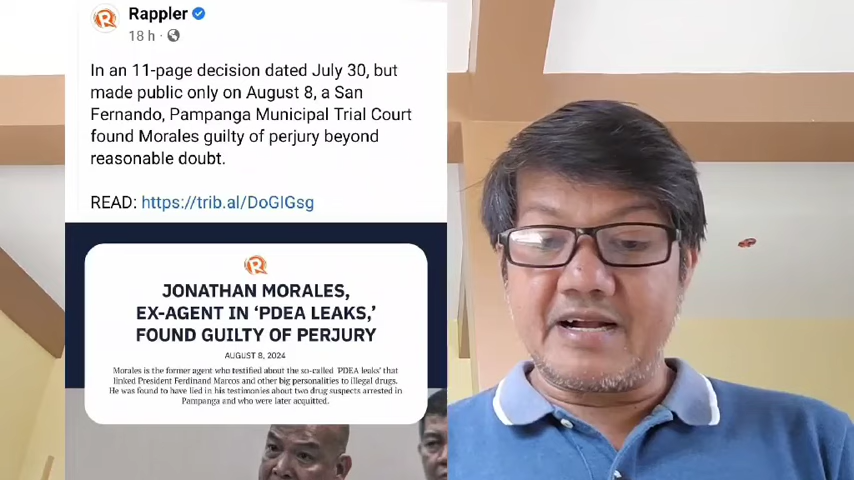 Rappler
18 h ·
In an 11-page decision dated July 30, but
made public only on August 8, a San
Fernando, Pampanga Municipal Trial Court
found Morales guilty of perjury beyond
reasonable doubt.
READ: https://trib.al/DoGIGsg
R
JONATHAN MORALES,
EX-AGENT IN ‘PDEA LEAKS,’
FOUND GUILTY OF PERJURY
AUGUST 8, 2024
Morales is the former agent who testified about the so-called 'PDEA leaks' that
linked President Ferdinand Marcos and other big personalities to illegal drugs.
He was found to have lied in his testimonies about two drug suspects arrested in
Pampanga and who were later acquitted.